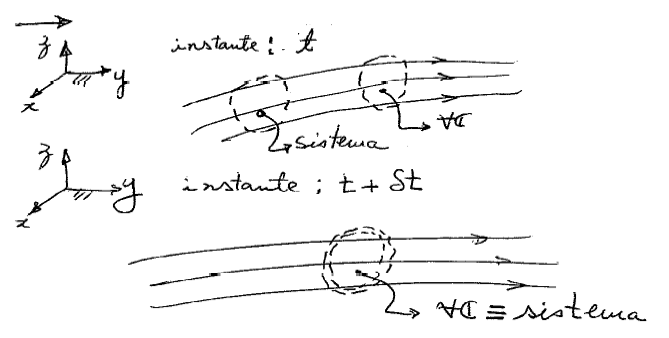 z
y
x
instante: t
sistema
∀C
z
y
x
instante; t + δt
∀C ≡ sistema